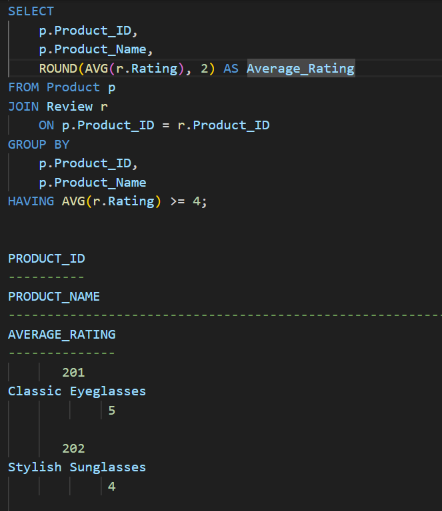 SELECT
    p.Product_ID,
    p.Product_Name,
    ROUND(AVG(r.Rating), 2) AS Average_Rating
FROM Product p
JOIN Review r
    ON p.Product_ID = r.Product_ID
GROUP BY
    p.Product_ID,
    p.Product_Name
HAVING AVG(r.Rating) >= 4;
PRODUCT_ID
----------
PRODUCT_NAME
--------------------------------------------------------------------------------
AVERAGE_RATING
--------------
       201
Classic Eyeglasses
             5
       202
Stylish Sunglasses
             4